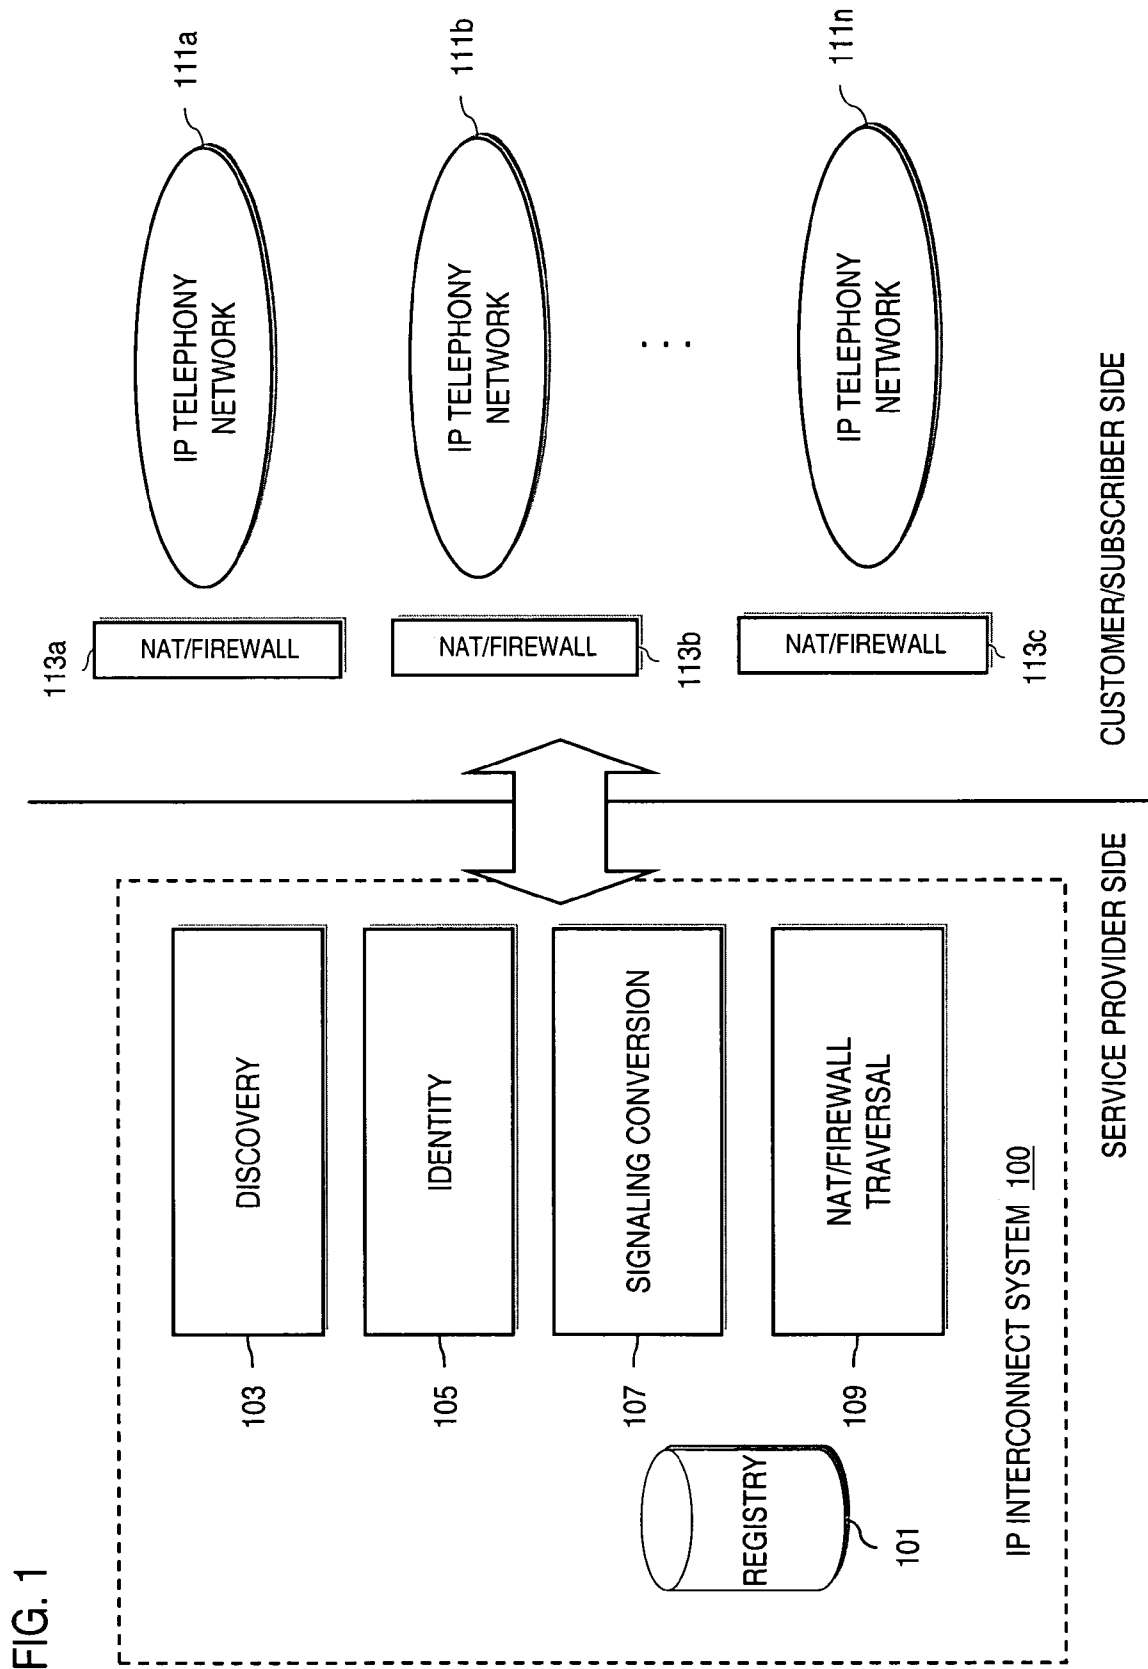 FIG. 1
REGISTRY
101
103
DISCOVERY
105
IDENTITY
107
SIGNALING CONVERSION
109
NAT/FIREWALL
TRAVERSAL
IP INTERCONNECT SYSTEM 100
SERVICE PROVIDER SIDE
113a
NAT/FIREWALL
IP TELEPHONY
NETWORK
111a
NAT/FIREWALL
113b
IP TELEPHONY
NETWORK
111b
. . .
NAT/FIREWALL
113c
IP TELEPHONY
NETWORK
111n
CUSTOMER/SUBSCRIBER SIDE